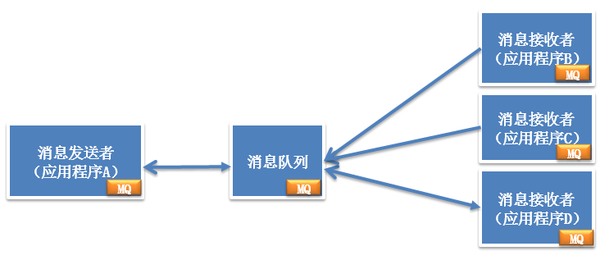 消息发送者
（应用程序A）
MQ
消息队列
MQ
消息接收者
（应用程序B）
MQ
消息接收者
（应用程序C）
MQ
消息接收者
（应用程序D）
MQ